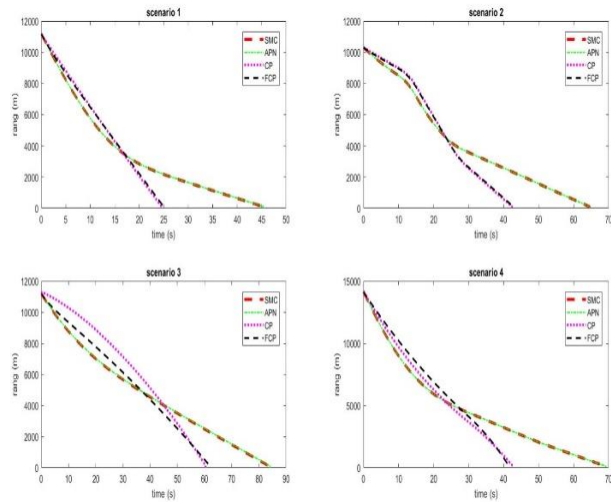 scenario 1
12000
10000
8000
6000
4000
2000
0
rang (m)
SMC
APN
CP
FCP
0 5 10 15 20 25 30 35 40 45 50
time (s)
scenario 2
12000
10000
8000
6000
4000
2000
0
rang (m)
SMC
APN
CP
FCP
0 10 20 30 40 50 60 70
time (s)
scenario 3
12000
10000
8000
6000
4000
2000
0
rang (m)
SMC
APN
CP
FCP
0 10 20 30 40 50 60 70 80 90
time (s)
scenario 4
15000
10000
5000
0
rang (m)
SMC
APN
CP
FCP
0 10 20 30 40 50 60 70
time (s)